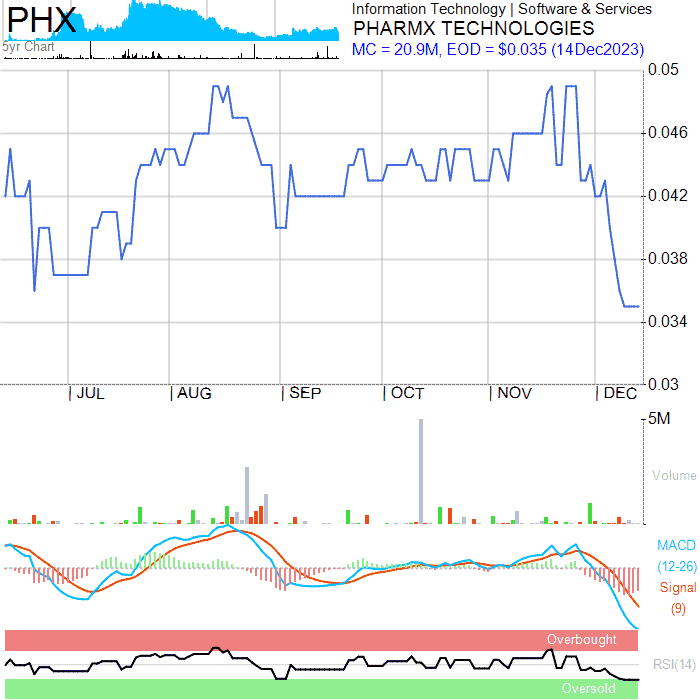 PHX
Information Technology | Software & Services
PHARMX TECHNOLOGIES
MC = 20.9M, EOD = $0.035 (14Dec2023)
5yr Chart
0.05
0.046
0.042
0.038
0.034
0.03
JUL AUG SEP OCT NOV DEC
5M
Volume
MACD
(12-26)
Signal
(9)
Overbought
RSI(14)
Oversold